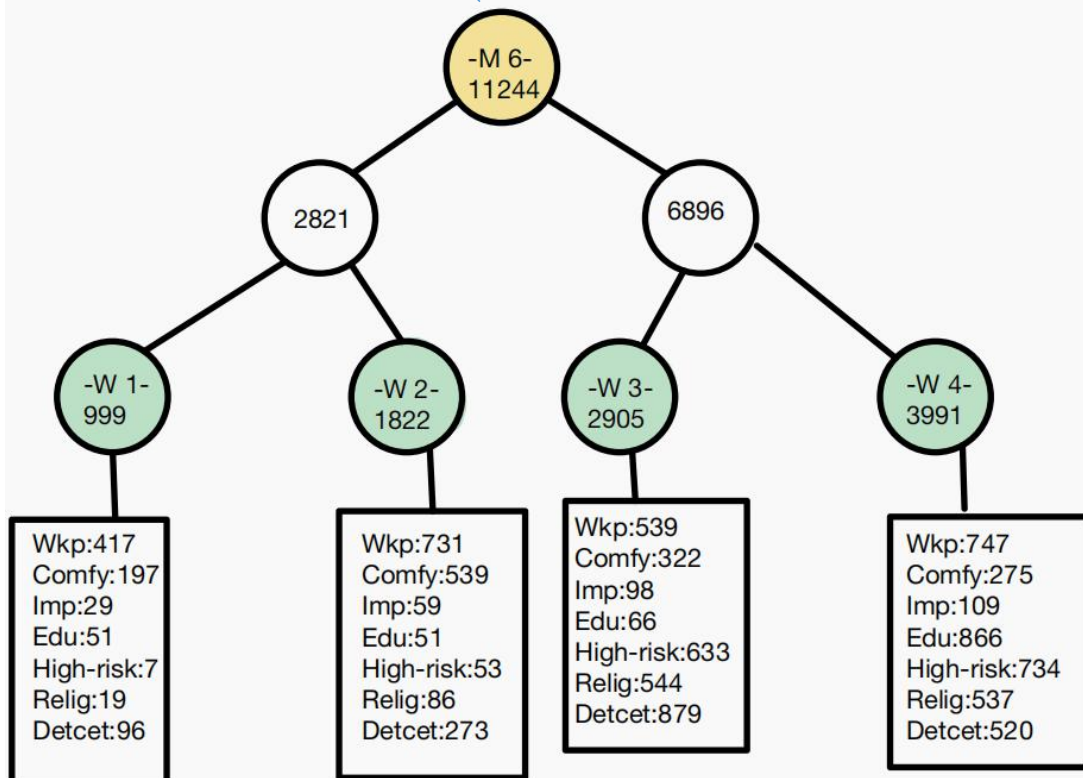 -M 6-
11244
2821
6896
-W 1-
999
-W 2-
1822
-W 3-
2905
-W 4-
3991
Wkp:417
Comfy:197
Imp:29
Edu:51
High-risk:7
Relig:19
Detcet:96
Wkp:731
Comfy:539
Imp:59
Edu:51
High-risk:53
Relig:86
Detcet:273
Wkp:539
Comfy:322
Imp:98
Edu:66
High-risk:633
Relig:544
Detcet:879
Wkp:747
Comfy:275
Imp:109
Edu:866
High-risk:734
Relig:537
Detcet:520